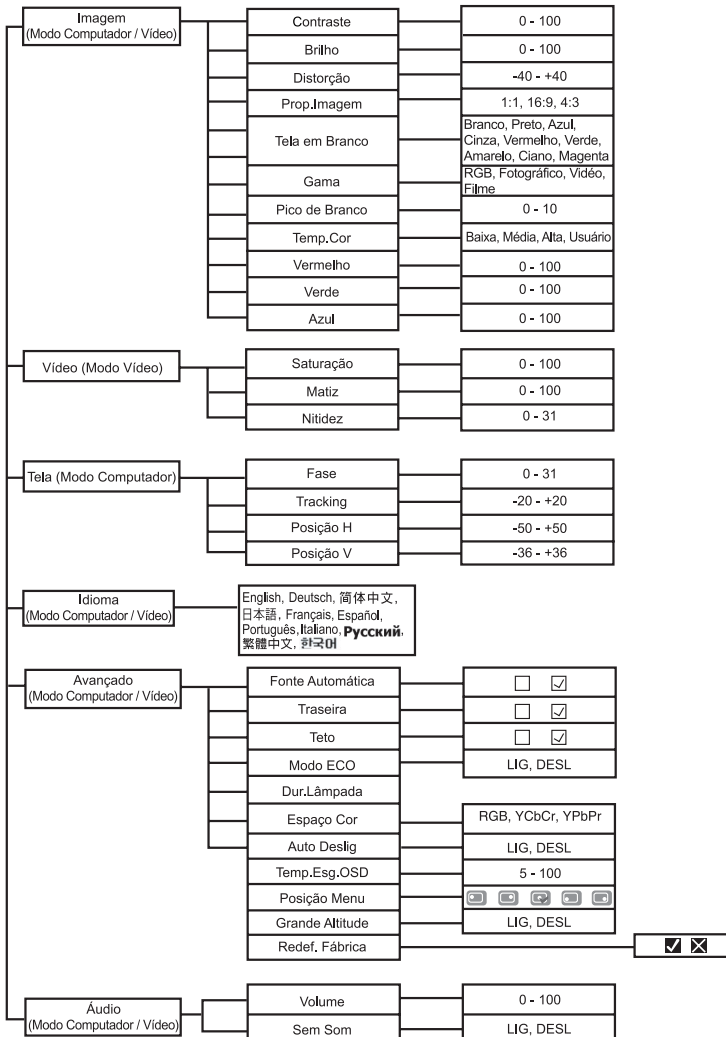 Imagem
(Modo Computador / Vídeo)
Contraste
0 - 100
Brilho
0 - 100
Distorção
-40 - +40
Prop.Imagem
1:1, 16:9, 4:3
Tela em Branco
Branco, Preto, Azul,
Cinza, Vermelho, Verde,
Amarelo, Ciano, Magenta
Gama
RGB, Fotográfico, Vidéo,
Filme
Pico de Branco
0 - 10
Temp.Cor
Baixa, Média, Alta, Usuário
Vermelho
0 - 100
Verde
0 - 100
Azul
0 - 100
Vídeo (Modo Vídeo)
Saturação
0 - 100
Matiz
0 - 100
Nitidez
0 - 31
Tela (Modo Computador)
Fase
0 - 31
Tracking
-20 - +20
Posição H
-50 - +50
Posição V
-36 - +36
Idioma
(Modo Computador / Vídeo)
English, Deutsch, 简体中文,
日本語, Français, Español,
Português, Italiano, Русский,
繁體中文, 한국어
Avançado
(Modo Computador / Vídeo)
Fonte Automática
Traseira
Teto
Modo ECO
LIG, DESL
Dur.Lâmpada
Espaço Cor
RGB, YCbCr, YPbPr
Auto Deslig
LIG, DESL
Temp.Esg.OSD
5 - 100
Posição Menu
Grande Altitude
LIG, DESL
Redef. Fábrica
Áudio
(Modo Computador / Vídeo)
Volume
0 - 100
Sem Som
LIG, DESL